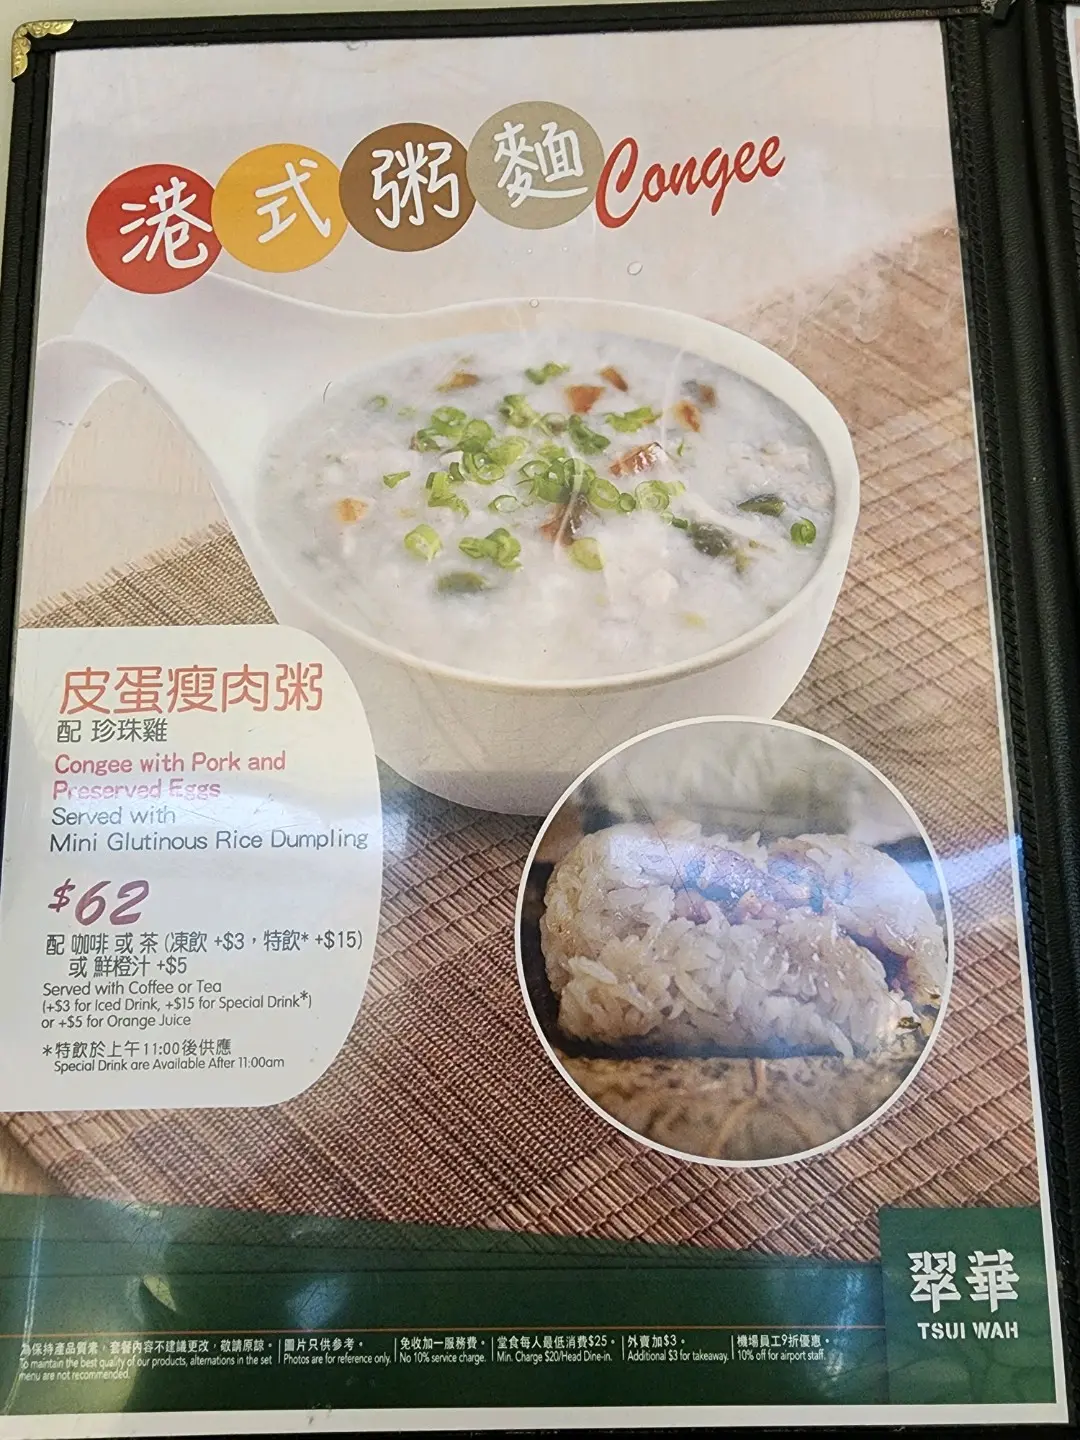 港式粥麵 Congee
皮蛋瘦肉粥
配 珍珠雞
Congee with Pork and
Preserved Eggs
Served with
Mini Glutinous Rice Dumpling
$62
配 咖啡 或 茶 (凍飲 +$3，特飲* +$15)
或 鮮橙汁 +$5
Served with Coffee or Tea
(+$3 for Iced Drink, +$15 for Special Drink*)
or +$5 for Orange Juice
*特飲於上午11:00後供應
Special Drink are Available After 11:00am
翠華
TSUI WAH
為保持產品質素，套餐內容不建議更改，敬請原諒。
To maintain the best quality of our products, alternations in the set
menu are not recommended.
圖片只供參考。
Photos are for reference only.
免收加一服務費。
No 10% service charge.
堂食每人最低消費$25。
Min. Charge $20/Head Dine-in.
外賣加$3。
Additional $3 for takeaway.
機場員工9折優惠。
10% off for airport staff.